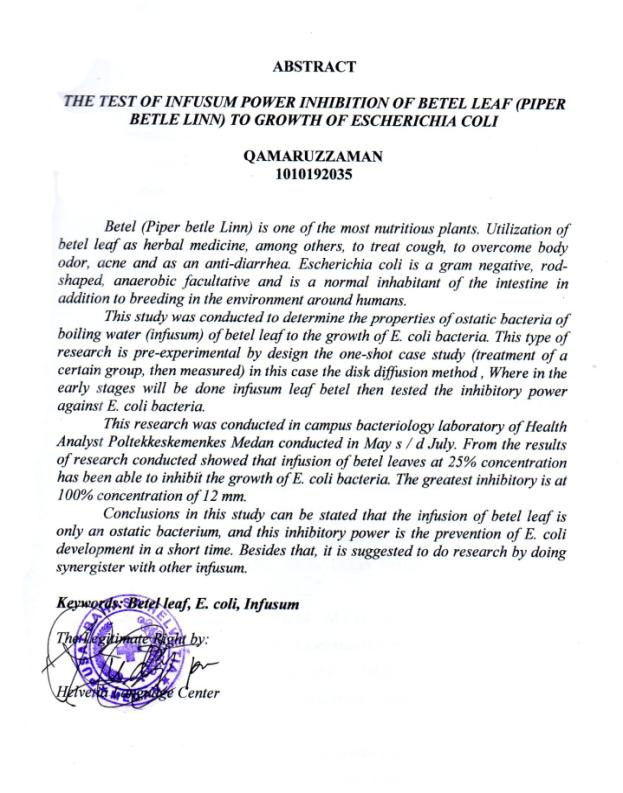 ABSTRACT
THE TEST OF INFUSUM POWER INHIBITION OF BETEL LEAF (PIPER
BETLE LINN) TO GROWTH OF ESCHERICHIA COLI
QAMARUZZAMAN
1010192035
Betel (Piper betle Linn) is one of the most nutritious plants. Utilization of
betel leaf as herbal medicine, among others, to treat cough, to overcome body
odor, acne and as an anti-diarrhea. Escherichia coli is a gram negative, rod-
shaped, anaerobic facultative and is a normal inhabitant of the intestine in
addition to breeding in the environment around humans.
This study was conducted to determine the properties of ostatic bacteria of
boiling water (infusum) of betel leaf to the growth of E. coli bacteria. This type of
research is pre-experimental by design the one-shot case study (treatment of a
certain group, then measured) in this case the disk diffusion method , Where in the
early stages will be done infusum leaf betel then tested the inhibitory power
against E. coli bacteria.
This research was conducted in campus bacteriology laboratory of Health
Analyst Poltekkeskemenkes Medan conducted in May s / d July. From the results
of research conducted showed that infusion of betel leaves at 25% concentration
has been able to inhibit the growth of E. coli bacteria. The greatest inhibitory is at
100% concentration of 12 mm.
Conclusions in this study can be stated that the infusion of betel leaf is
only an ostatic bacterium, and this inhibitory power is the prevention of E. coli
development in a short time. Besides that, it is suggested to do research by doing
synergister with other infusum.
Keywords: Betel leaf, E. coli, Infusum
The Legitimate Right by:
PUSAT BAHASA HELVETIA
MEDAN
Helvetia Language Center